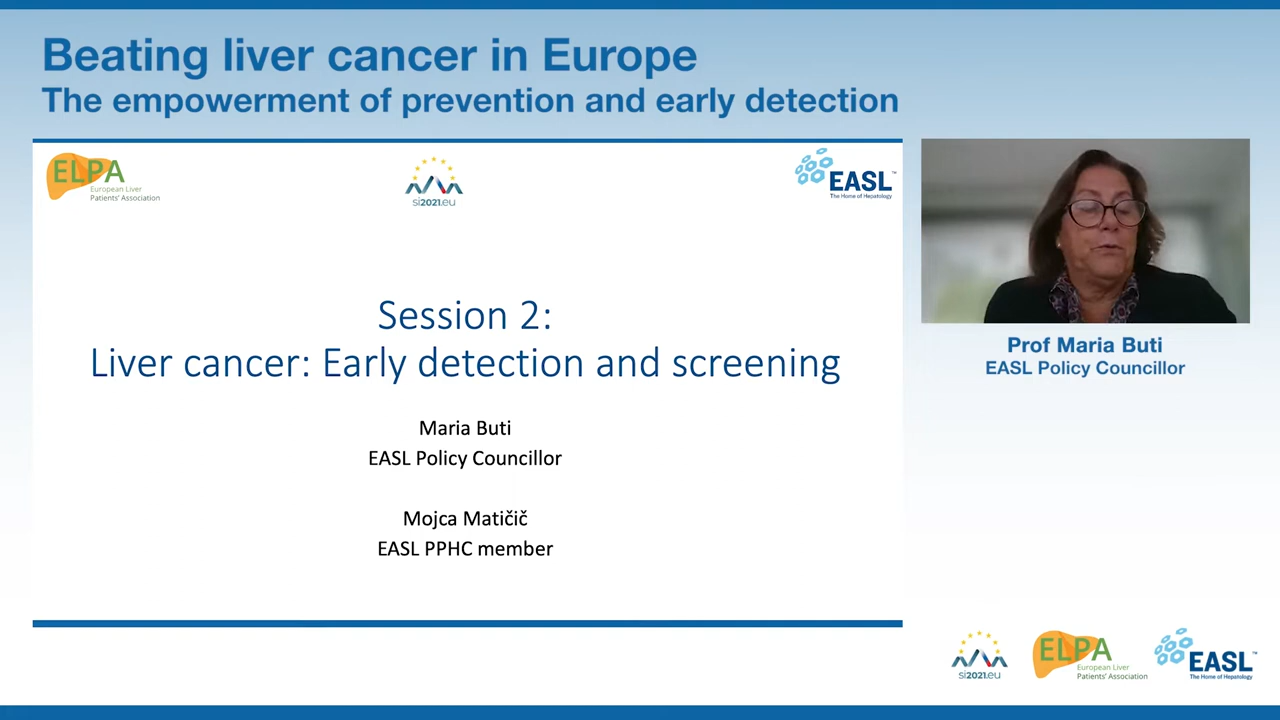 Beating liver cancer in Europe
The empowerment of prevention and early detection
ELPA
European Liver
Patients' Association
si2021.eu
EASL™
The Home of Hepatology
Session 2:
Liver cancer: Early detection and screening
Maria Buti
EASL Policy Councillor
Mojca Matičič
EASL PPHC member
Prof Maria Buti
EASL Policy Councillor
si2021.eu
ELPA
European Liver
Patients' Association
EASL™
The Home of Hepatology